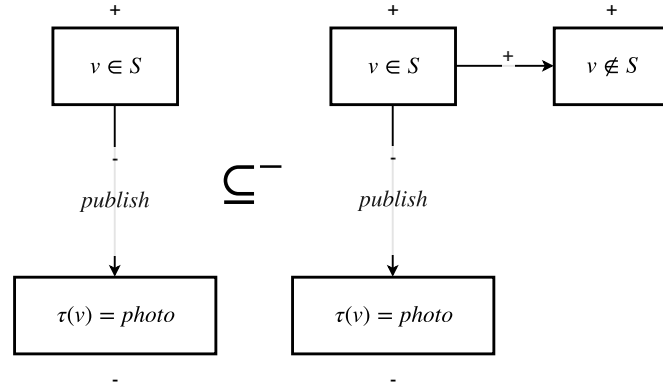 + + +
v ∈ S v ∈ S + v ∉ S
- -
⊆⁻
publish publish
τ(v) = photo τ(v) = photo
- -